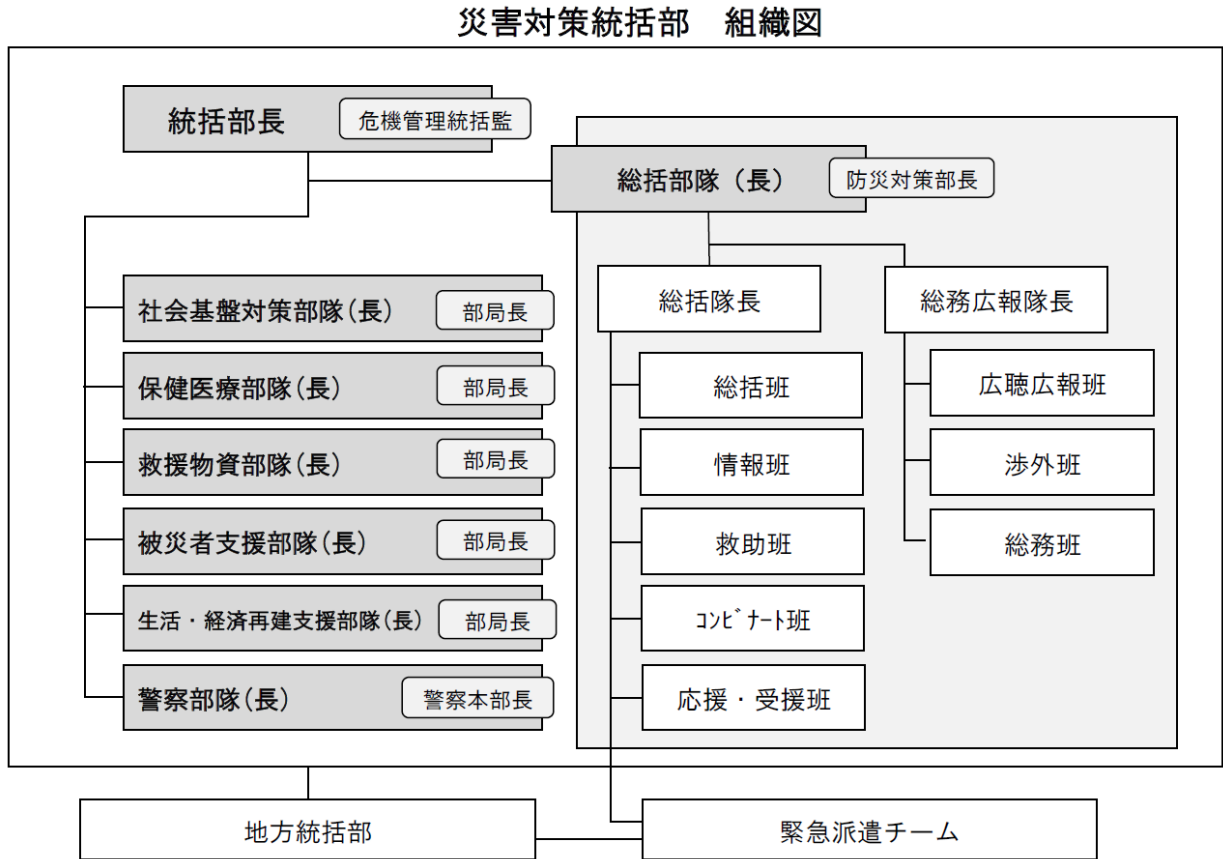 災害対策統括部　組織図
統括部長
危機管理統括監
総括部隊（長）
防災対策部長
社会基盤対策部隊(長)
部局長
保健医療部隊(長)
部局長
救援物資部隊(長)
部局長
被災者支援部隊(長)
部局長
生活・経済再建支援部隊(長)
部局長
警察部隊(長)
警察本部長
総括隊長
総括班
情報班
救助班
ｺﾝﾋﾞﾅｰﾄ班
応援・受援班
総務広報隊長
広聴広報班
渉外班
総務班
地方統括部
緊急派遣チーム